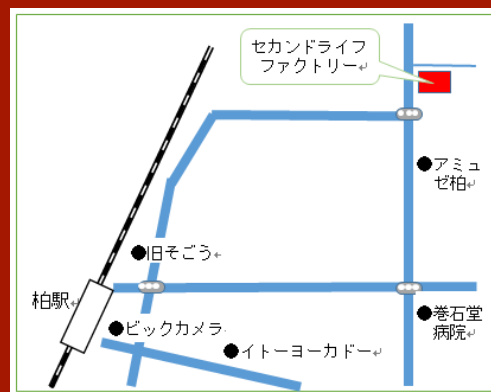 セカンドライフ
ファクトリー
●アミュ
ゼ柏
●旧そごう
柏駅
●ビックカメラ
●イトーヨーカドー
●巻石堂
病院